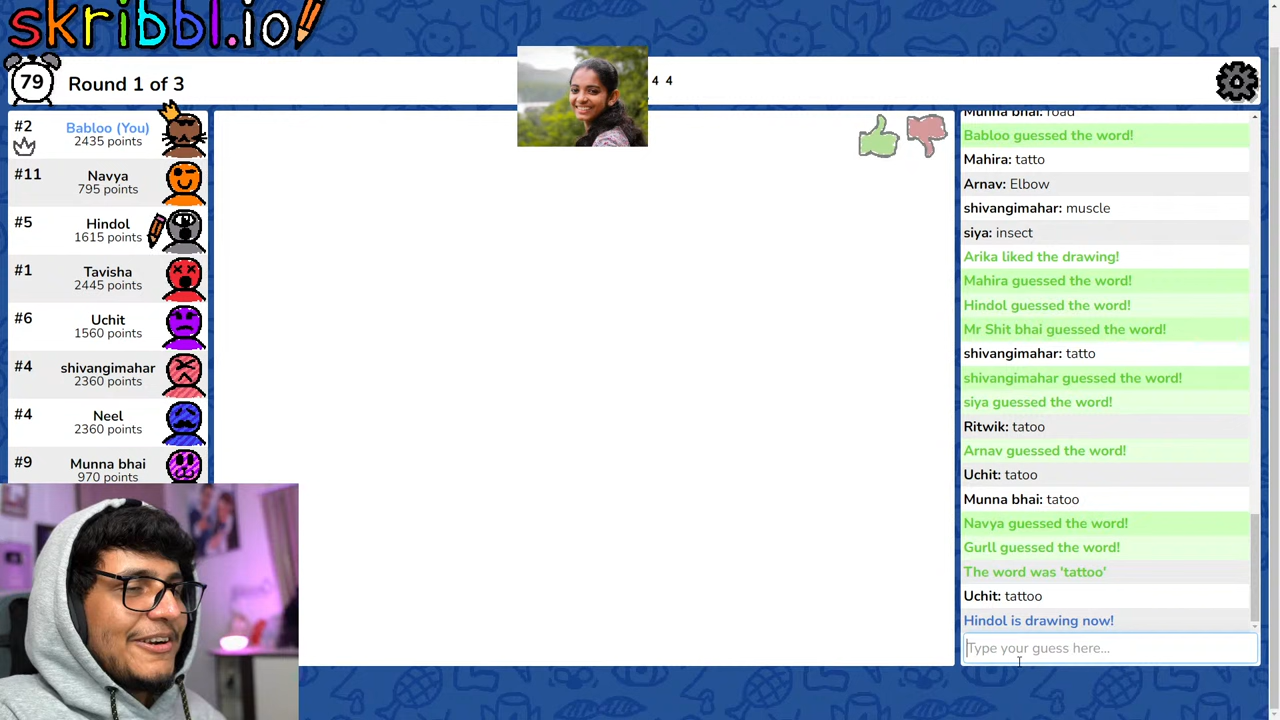 skribbl.io
79
Round 1 of 3
4 4
#2
Babloo (You)
2435 points
#11
Navya
795 points
#5
Hindol
1615 points
#1
Tavisha
2445 points
#6
Uchit
1560 points
#4
shivangimahar
2360 points
#4
Neel
2360 points
#9
Munna bhai
970 points
Munna bhai: road
Babloo guessed the word!
Mahira: tatto
Arnav: Elbow
shivangimahar: muscle
siya: insect
Arika liked the drawing!
Mahira guessed the word!
Hindol guessed the word!
Mr Shit bhai guessed the word!
shivangimahar: tatto
shivangimahar guessed the word!
siya guessed the word!
Ritwik: tatoo
Arnav guessed the word!
Uchit: tatoo
Munna bhai: tatoo
Navya guessed the word!
Gurll guessed the word!
The word was 'tattoo'
Uchit: tattoo
Hindol is drawing now!
Type your guess here...